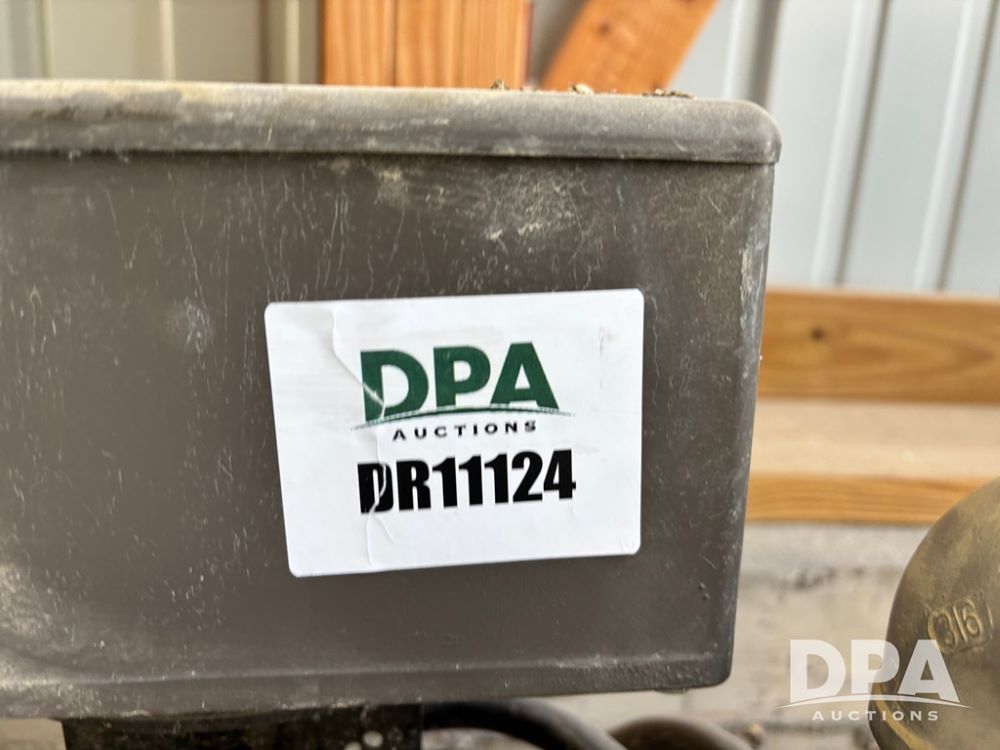 DPA
AUCTIONS
DR11124
316
DPA
AUCTIONS